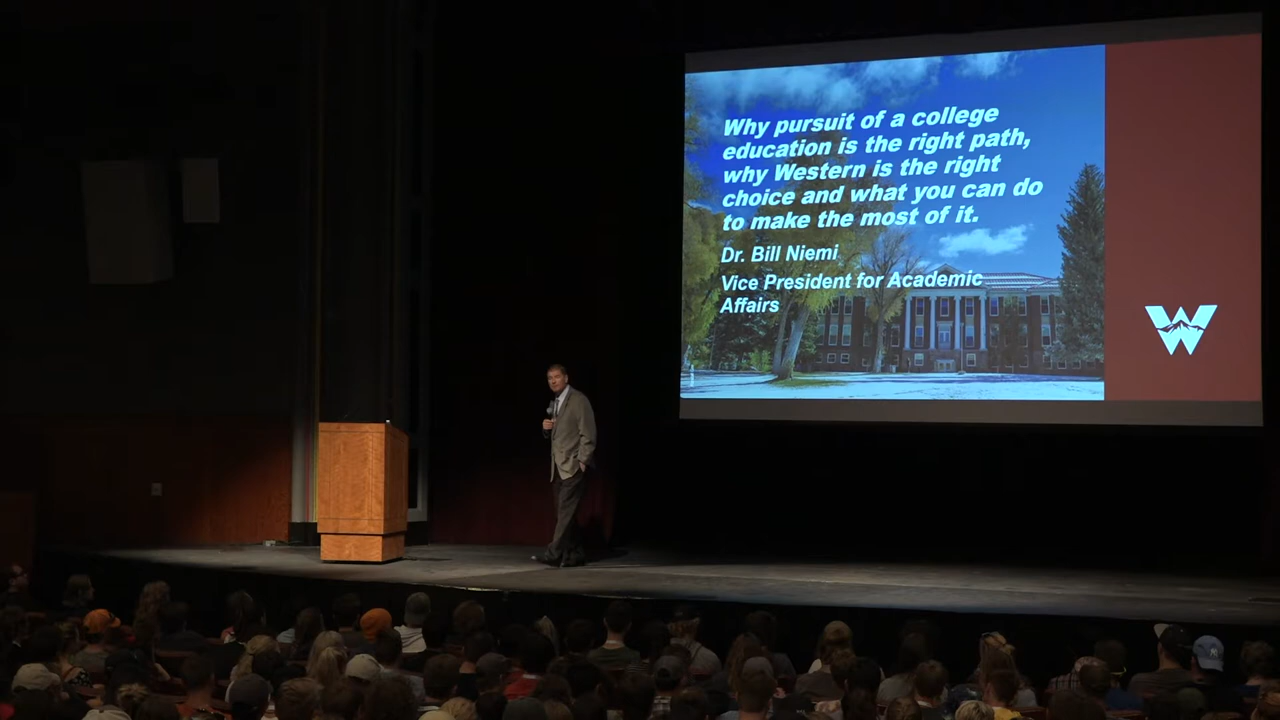 Why pursuit of a college
education is the right path,
why Western is the right
choice and what you can do
to make the most of it.
Dr. Bill Niemi
Vice President for Academic
Affairs
W